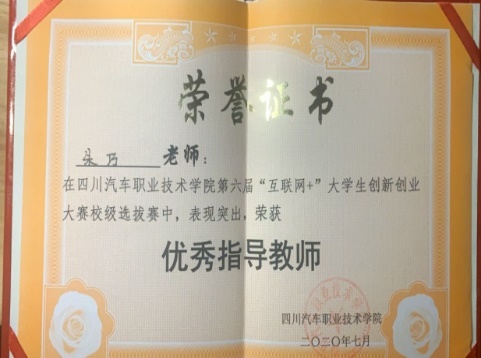 荣誉证书
朱巧 老师：
在四川汽车职业技术学院第六届“互联网+”大学生创新创业
大赛校级选拔赛中，表现突出，荣获
优秀指导教师
四川汽车职业技术学院
二〇二〇年七月